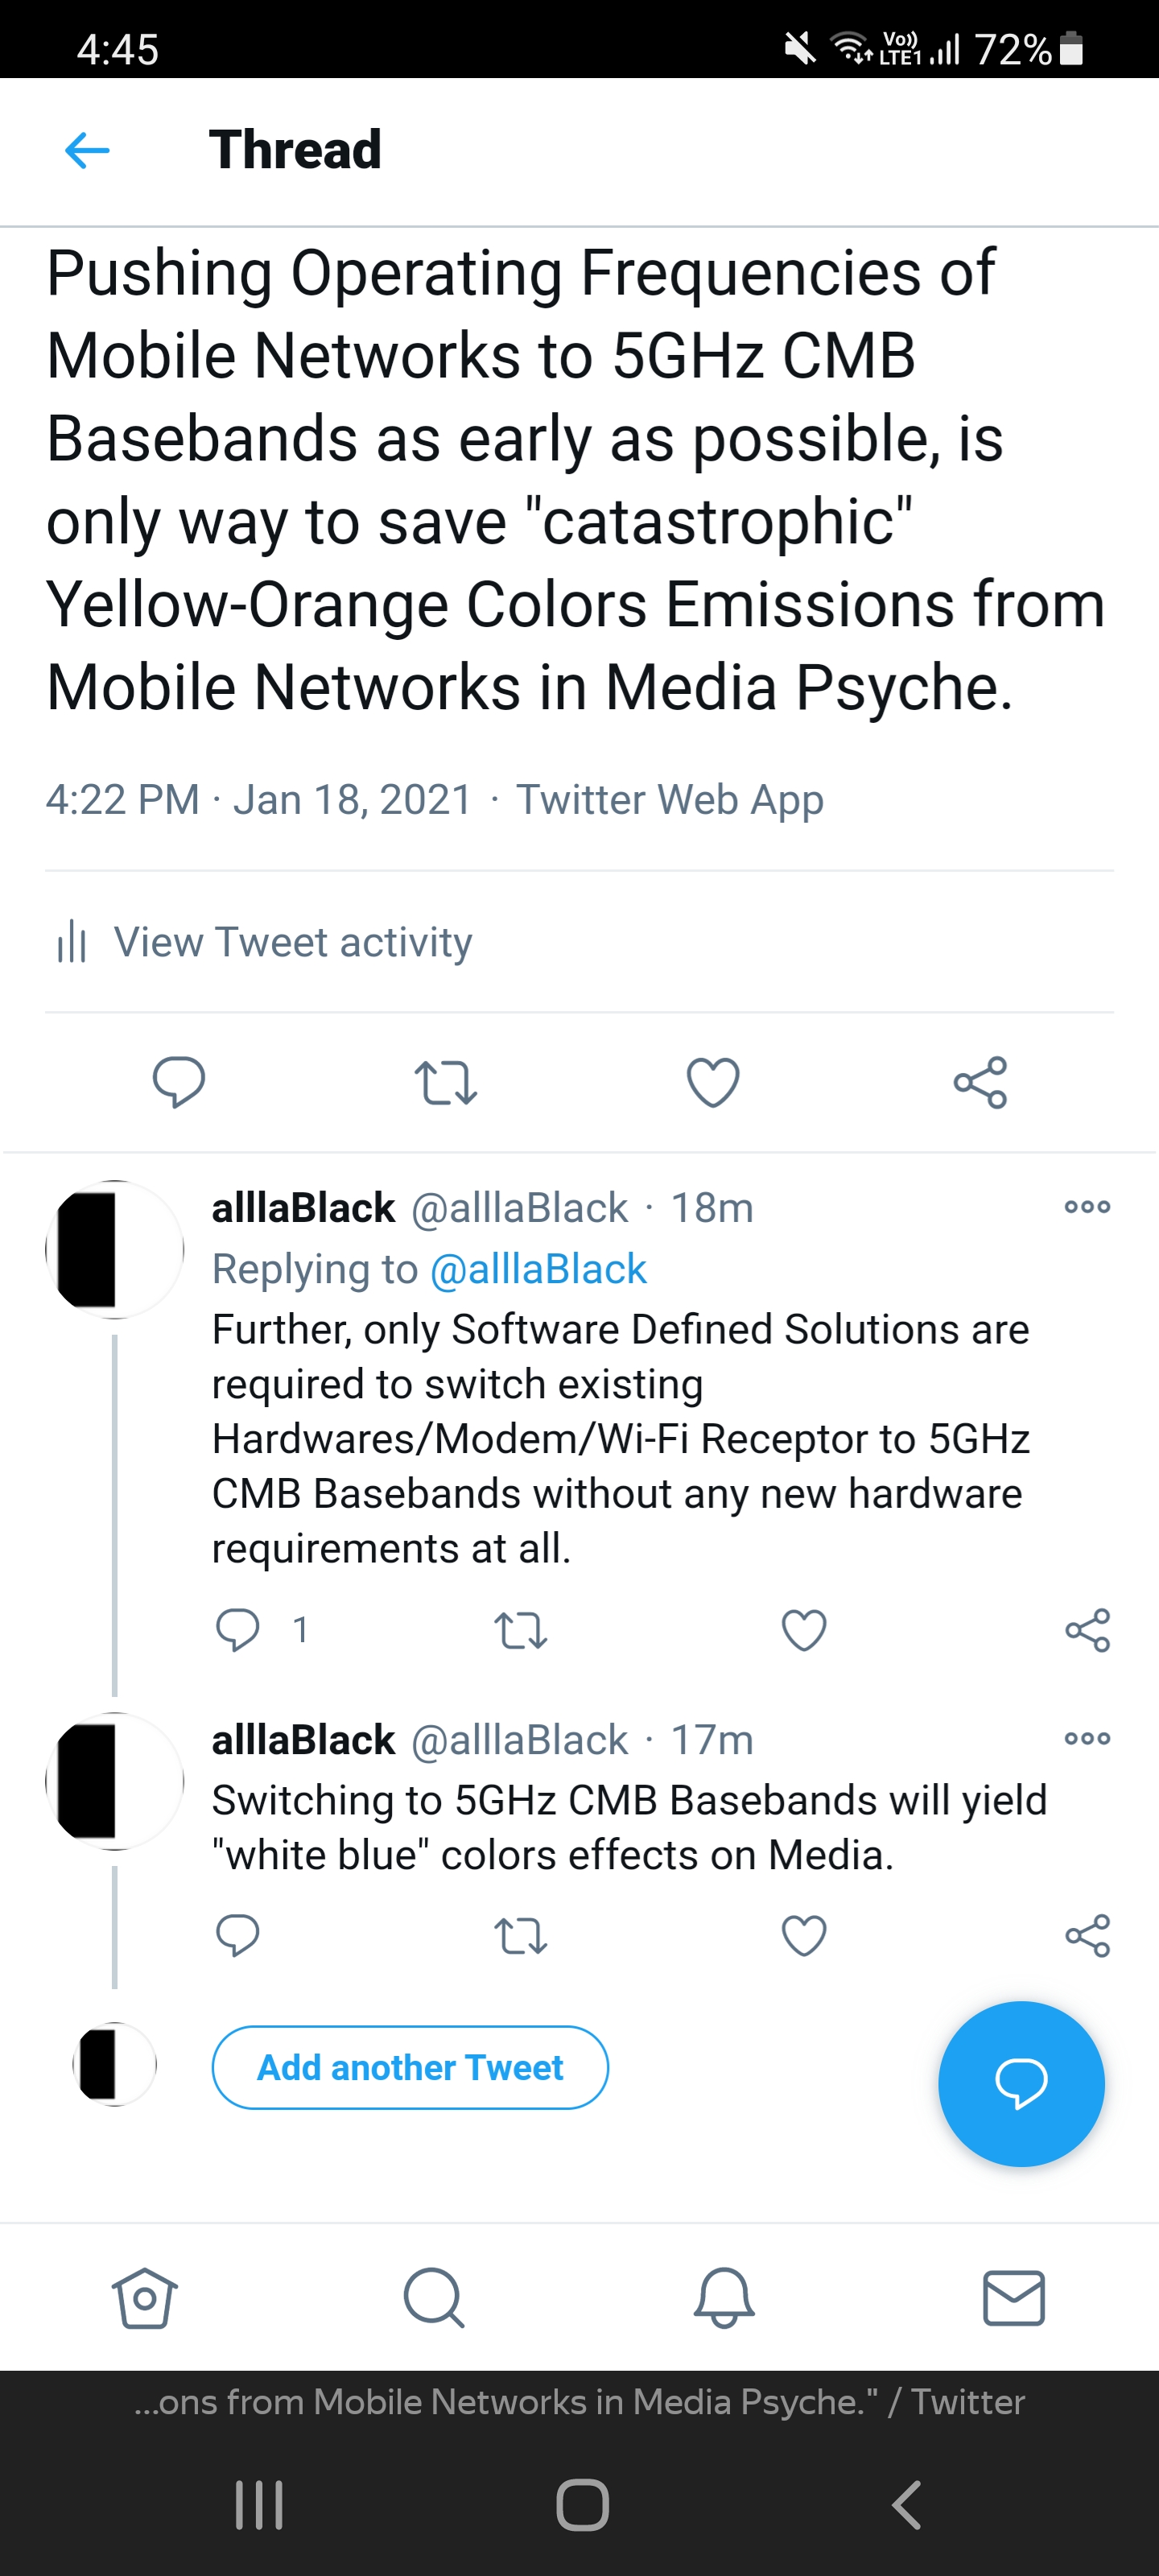 4:45
Vo)) LTE1 72%
Thread
Pushing Operating Frequencies of
Mobile Networks to 5GHz CMB
Basebands as early as possible, is
only way to save "catastrophic"
Yellow-Orange Colors Emissions from
Mobile Networks in Media Psyche.
4:22 PM · Jan 18, 2021 · Twitter Web App
View Tweet activity
alllaBlack @alllaBlack · 18m
Replying to @alllaBlack
Further, only Software Defined Solutions are
required to switch existing
Hardwares/Modem/Wi-Fi Receptor to 5GHz
CMB Basebands without any new hardware
requirements at all.
1
alllaBlack @alllaBlack · 17m
Switching to 5GHz CMB Basebands will yield
"white blue" colors effects on Media.
Add another Tweet
...ons from Mobile Networks in Media Psyche." / Twitter